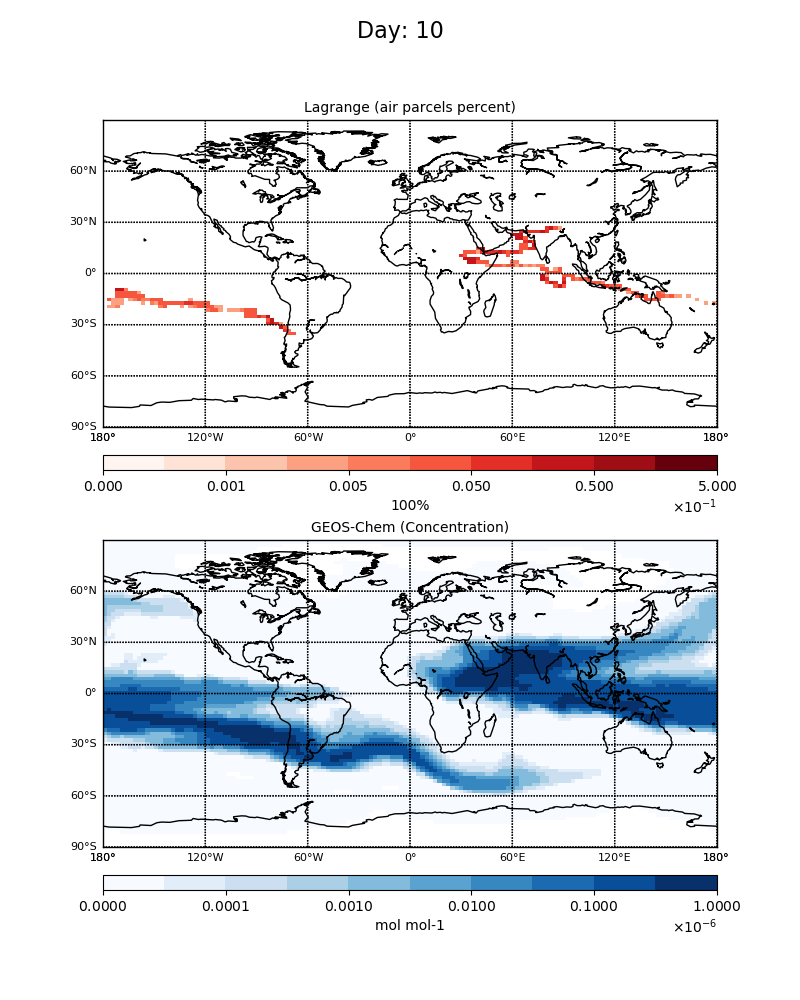 Day: 10
Lagrange (air parcels percent)
60°N
30°N
0°
30°S
60°S
90°S
180° 120°W 60°W 0° 60°E 120°E 180°
0.000 0.001 0.005 0.050 0.500 5.000
100% ×10⁻¹
GEOS-Chem (Concentration)
60°N
30°N
0°
30°S
60°S
90°S
180° 120°W 60°W 0° 60°E 120°E 180°
0.0000 0.0001 0.0010 0.0100 0.1000 1.0000
mol mol-1 ×10⁻⁶